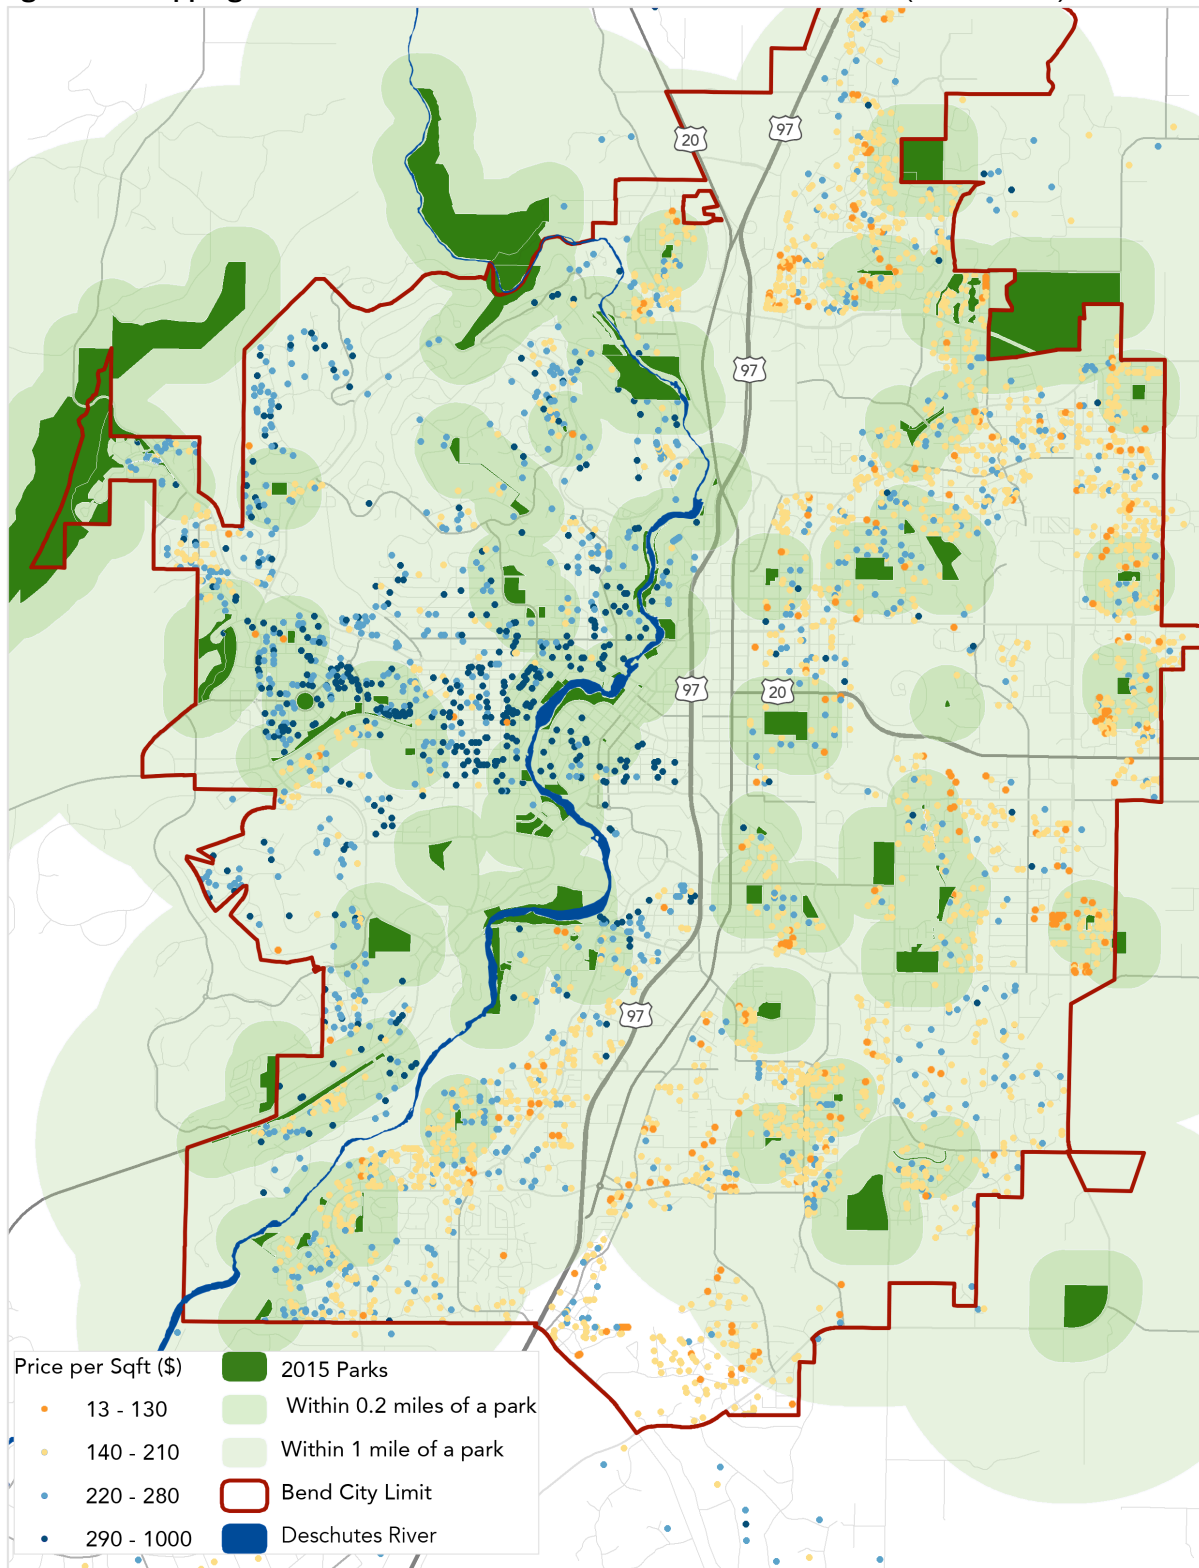 20
97
97
97
20
97
Price per Sqft ($)
13 - 130
140 - 210
220 - 280
290 - 1000
2015 Parks
Within 0.2 miles of a park
Within 1 mile of a park
Bend City Limit
Deschutes River